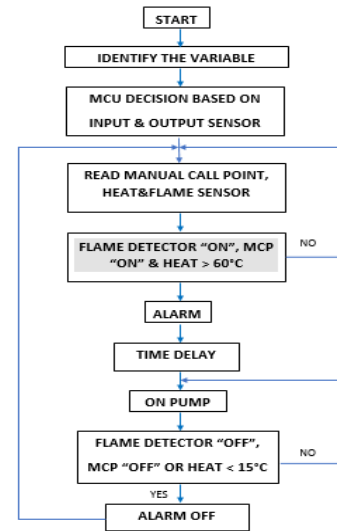 START
IDENTIFY THE VARIABLE
MCU DECISION BASED ON
INPUT & OUTPUT SENSOR
READ MANUAL CALL POINT,
HEAT&FLAME SENSOR
FLAME DETECTOR “ON”, MCP
“ON” & HEAT > 60°C
NO
ALARM
TIME DELAY
ON PUMP
FLAME DETECTOR “OFF”,
MCP “OFF” OR HEAT < 15°C
NO
YES
ALARM OFF